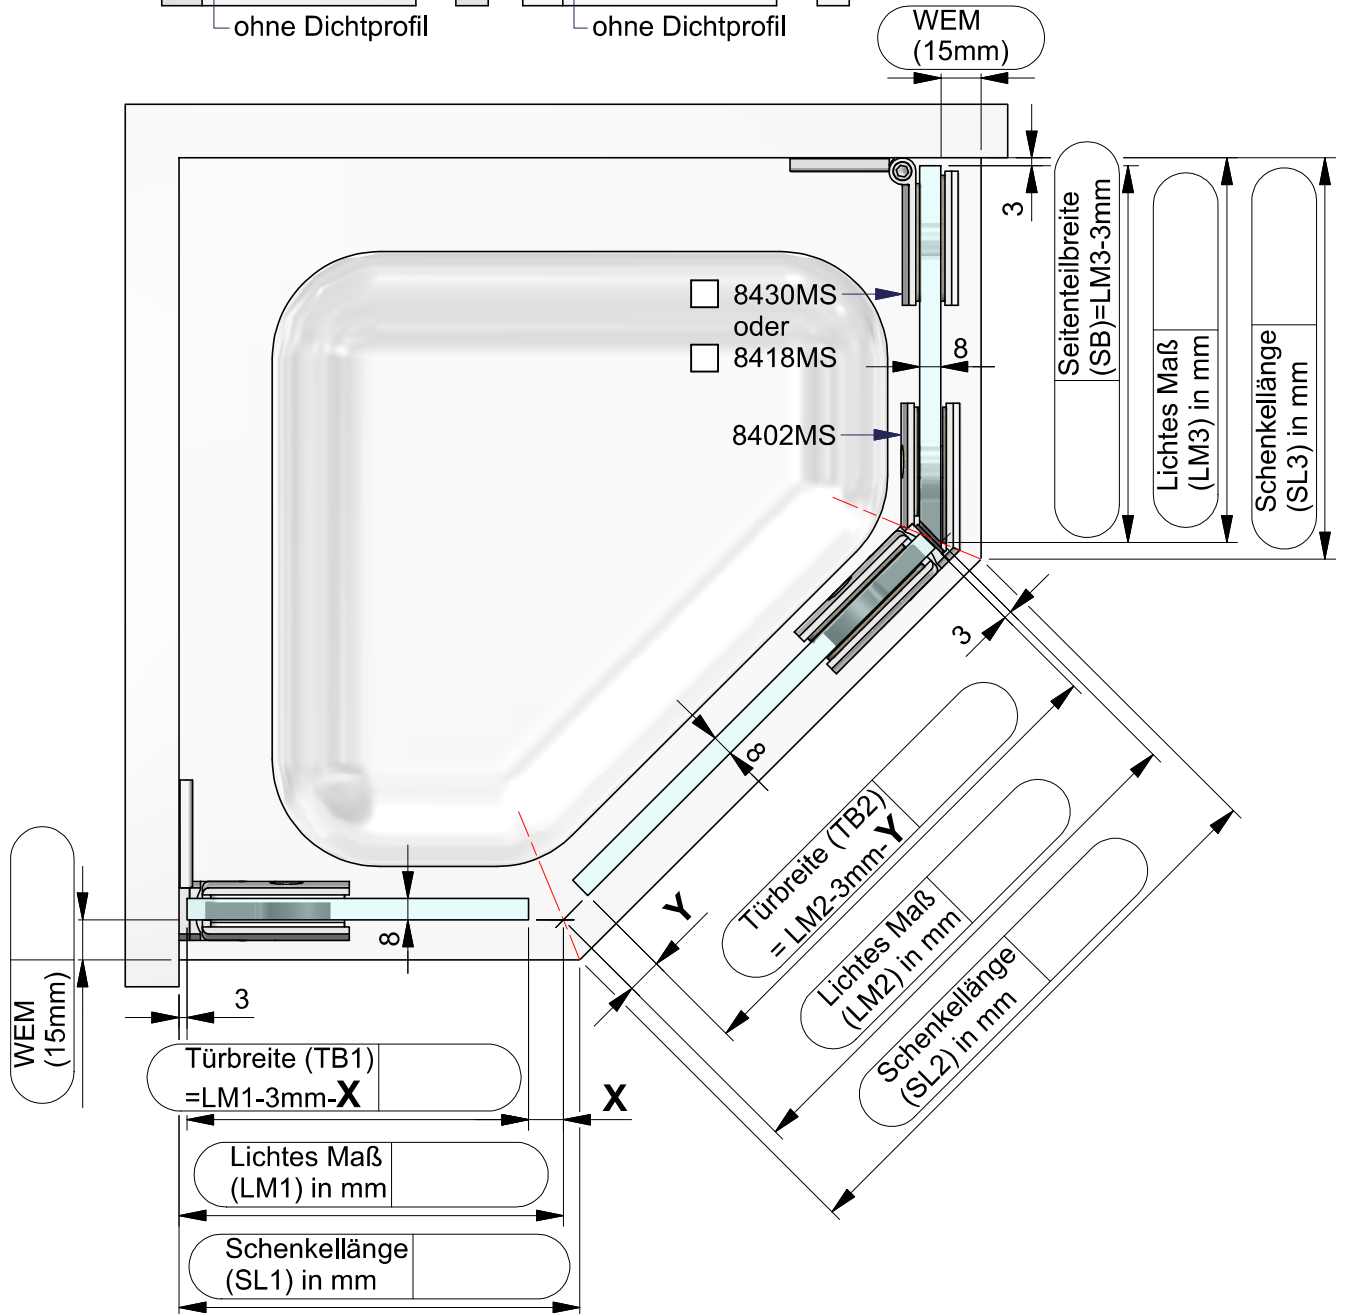 ohne Dichtprofil
ohne Dichtprofil
WEM
(15mm)
3
Seitenteilbreite
(SB)=LM3-3mm
Lichtes Maß
(LM3) in mm
Schenkellänge
(SL3) in mm
8430MS
oder
8418MS
8
8402MS
3
8
Türbreite (TB2)
= LM2-3mm-Y
Lichtes Maß
(LM2) in mm
Schenkellänge
(SL2) in mm
Y
8
WEM
(15mm)
3
Türbreite (TB1)
=LM1-3mm-X
X
Lichtes Maß
(LM1) in mm
Schenkellänge
(SL1) in mm